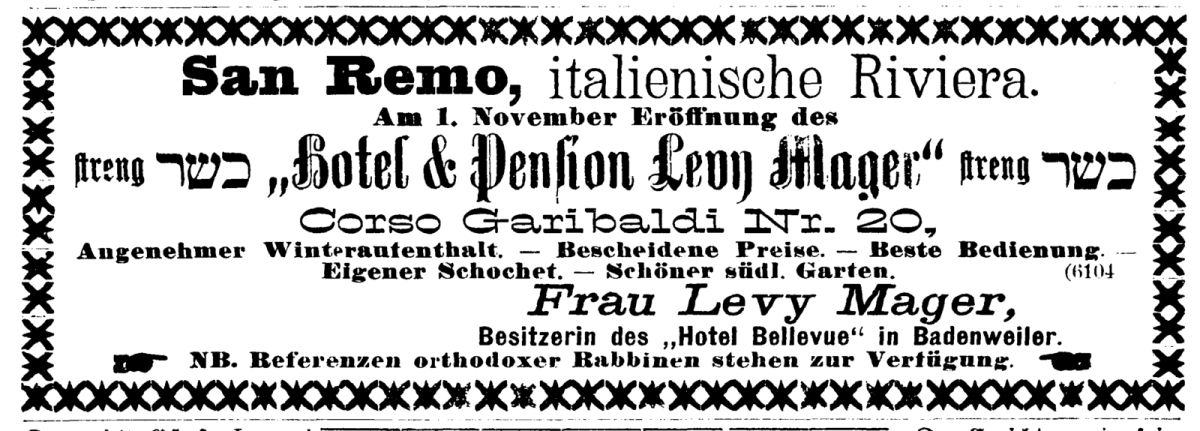 San Remo, italienische Riviera.
Am 1. November Eröffnung des
streng כשר „Hotel & Pension Levy Mager“ streng כשר
Corso Garibaldi Nr. 20,
Angenehmer Winteraufenthalt. — Bescheidene Preise. — Beste Bedienung. —
Eigener Schochet. — Schöner südl. Garten. (6104
Frau Levy Mager,
Besitzerin des „Hotel Bellevue“ in Badenweiler.
NB. Referenzen orthodoxer Rabbinen stehen zur Verfügung.